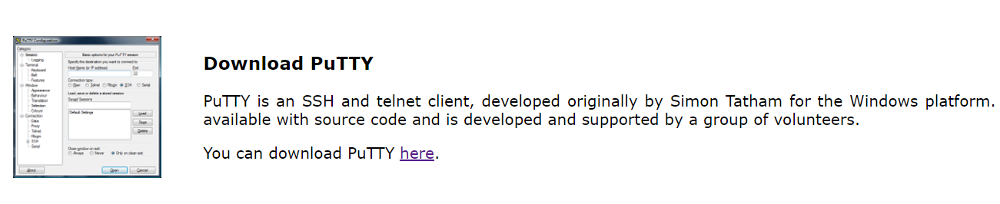 PuTTY Configuration
Category:
Session
Logging
Terminal
Keyboard
Bell
Features
Window
Appearance
Behaviour
Translation
Selection
Colours
Connection
Data
Proxy
Telnet
Rlogin
SSH
Serial
Basic options for your PuTTY session
Specify the destination you want to connect to
Host Name (or IP address) Port
22
Connection type:
Raw Telnet Rlogin SSH Serial
Load, save or delete a stored session
Saved Sessions
Default Settings
Load
Save
Delete
Close window on exit:
Always Never Only on clean exit
About Open Cancel
Download PuTTY
PuTTY is an SSH and telnet client, developed originally by Simon Tatham for the Windows platform.
available with source code and is developed and supported by a group of volunteers.
You can download PuTTY here.